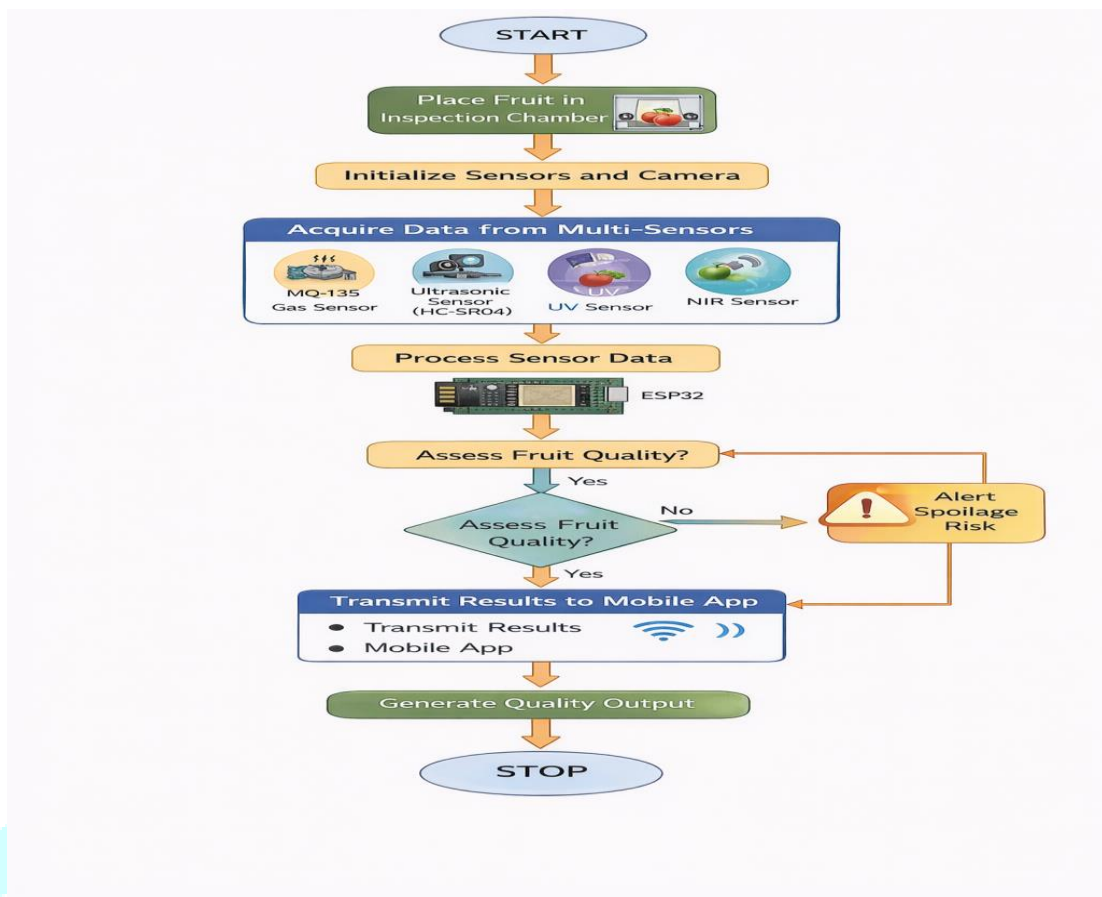 START
Place Fruit in
Inspection Chamber
Initialize Sensors and Camera
Acquire Data from Multi-Sensors
MQ-135
Gas Sensor
Ultrasonic
Sensor
(HC-SR04)
UV
UV Sensor
NIR Sensor
Process Sensor Data
ESP32
Assess Fruit Quality?
Yes
Assess Fruit
Quality?
No
Alert
Spoilage
Risk
Yes
Transmit Results to Mobile App
● Transmit Results
● Mobile App
Generate Quality Output
STOP